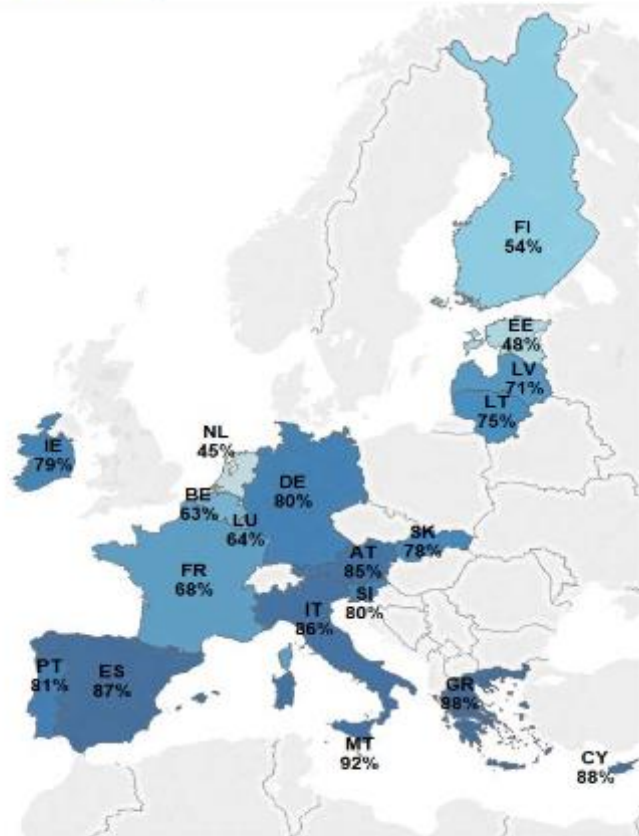 FI
54%
EE
48%
LV
71%
LT
75%
IE
79%
NL
45%
BE
63%
DE
80%
LU
64%
SK
78%
FR
68%
AT
85%
SI
80%
IT
86%
PT
81%
ES
87%
GR
98%
MT
92%
CY
88%